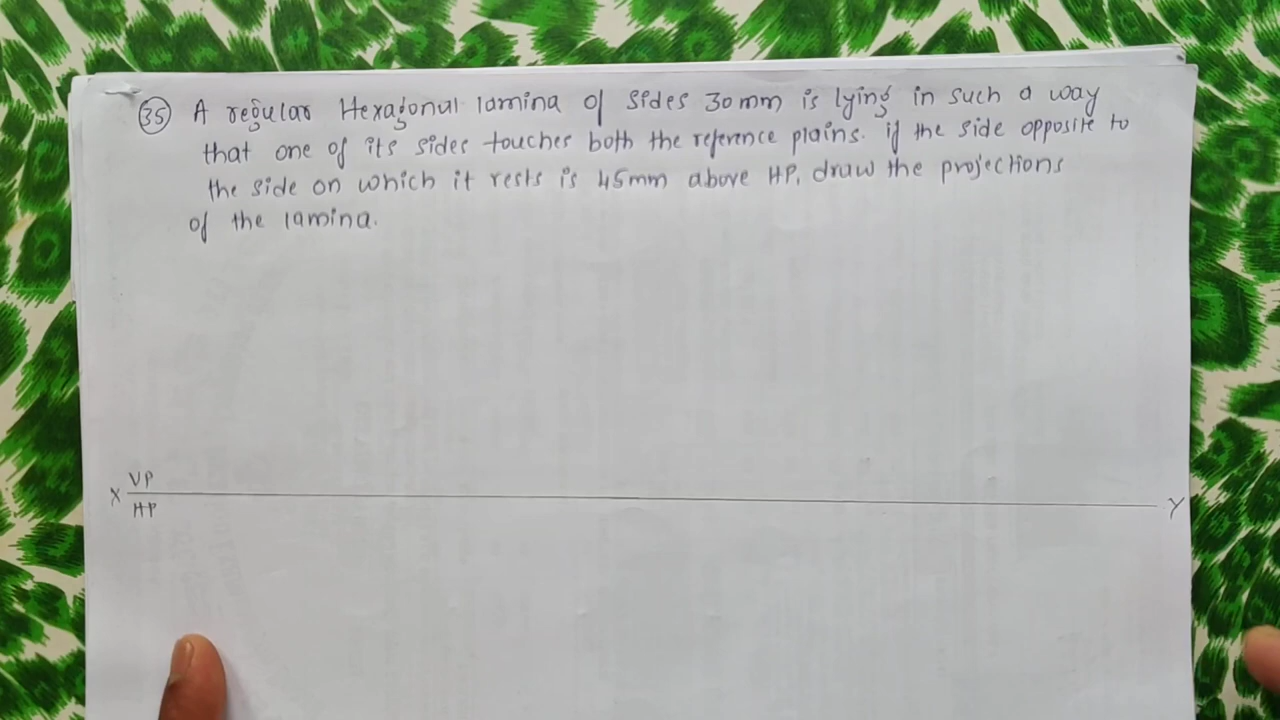 35 A regular Hexagonal lamina of sides 30mm is lying in such a way
that one of its sides touches both the reference plains. if the side opposite to
the side on which it rests is 45mm above HP, draw the projections
of the lamina.
VP
X Y
HP